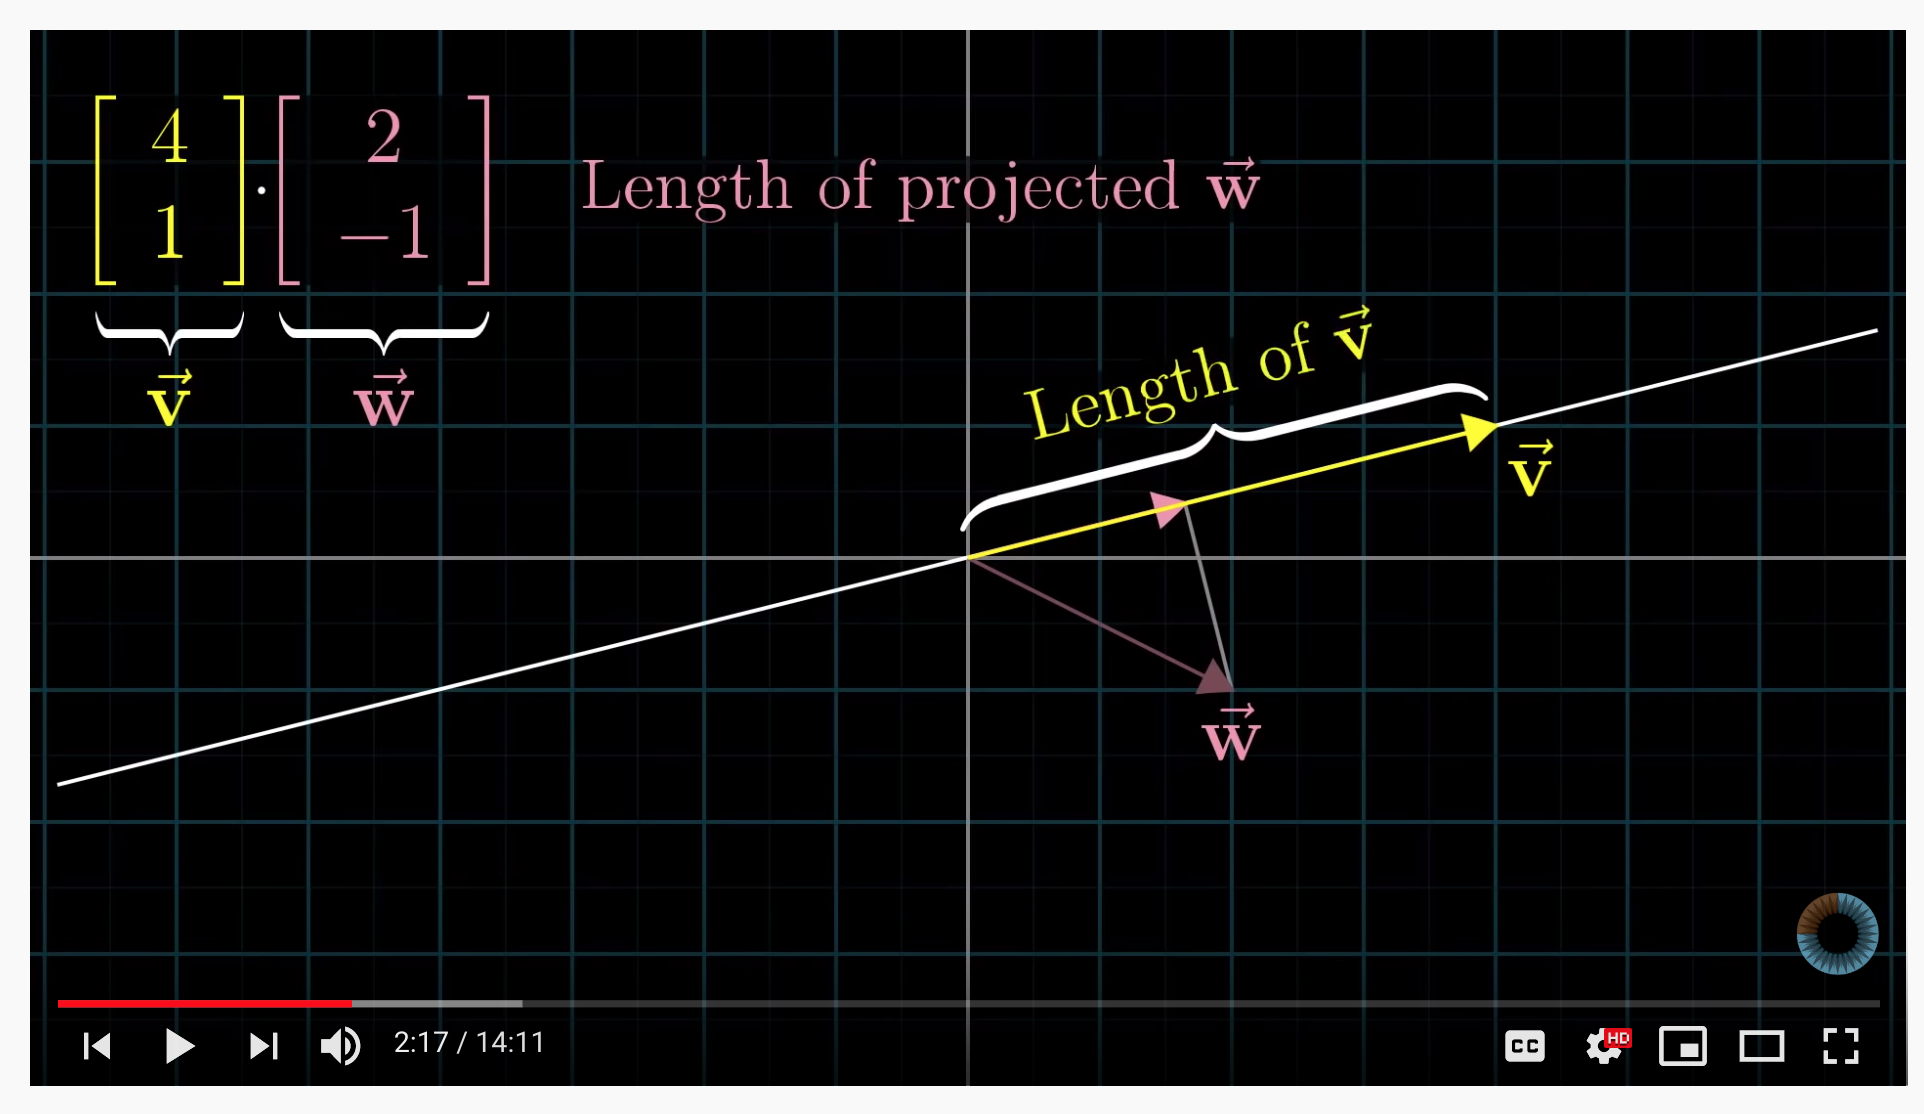 [4 1] · [2 −1]
v⃗ w⃗
Length of projected w⃗
Length of v⃗
v⃗
w⃗
2:17 / 14:11
CC
HD